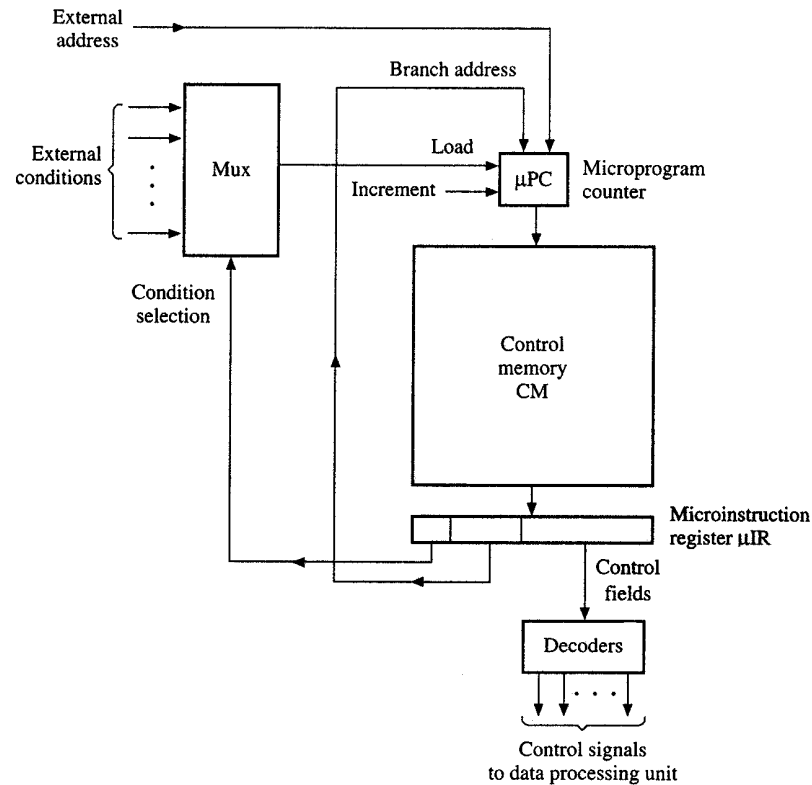 External
address
Branch address
External
conditions
Mux
Load
Increment
μPC
Microprogram
counter
Condition
selection
Control
memory
CM
Microinstruction
register μIR
Control
fields
Decoders
Control signals
to data processing unit